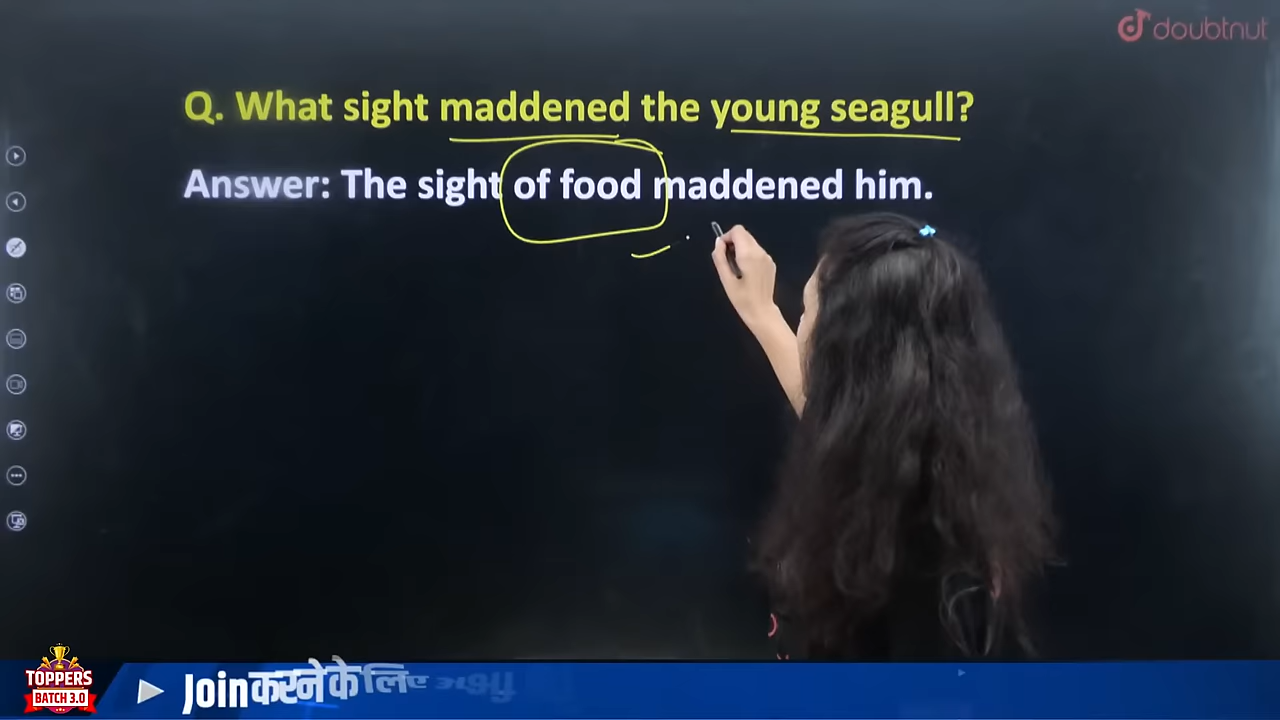 doubtnut
Q. What sight maddened the young seagull?
Answer: The sight of food maddened him.
TOPPERS
BATCH 3.0
Join करने के लिए